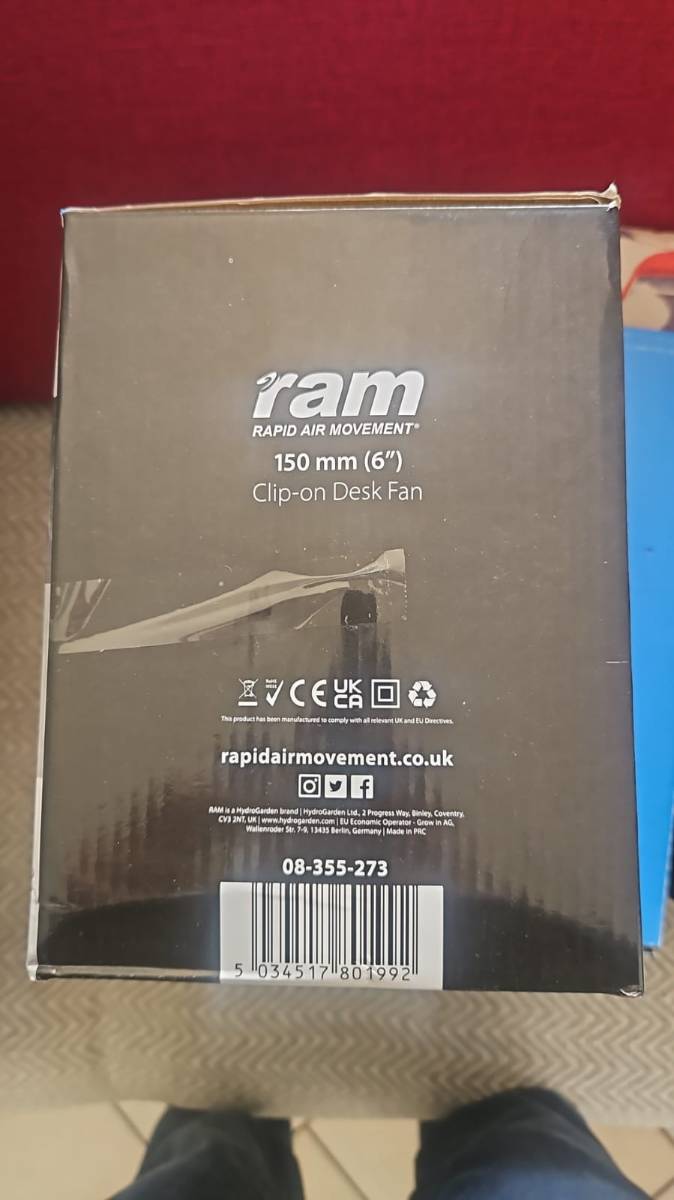 ram
RAPID AIR MOVEMENT®
150 mm (6")
Clip-on Desk Fan
CE UK CA
This product has been manufactured to comply with all relevant UK and EU Directives.
rapidairmovement.co.uk
RAM is a HydroGarden brand | HydroGarden Ltd., 2 Progress Way, Binley, Coventry,
CV3 2NT, UK | www.hydrogarden.com | EU Economic Operator - Grow in AG,
Wallenroder Str. 7-9, 13435 Berlin, Germany | Made in PRC
08-355-273
5 034517 801992